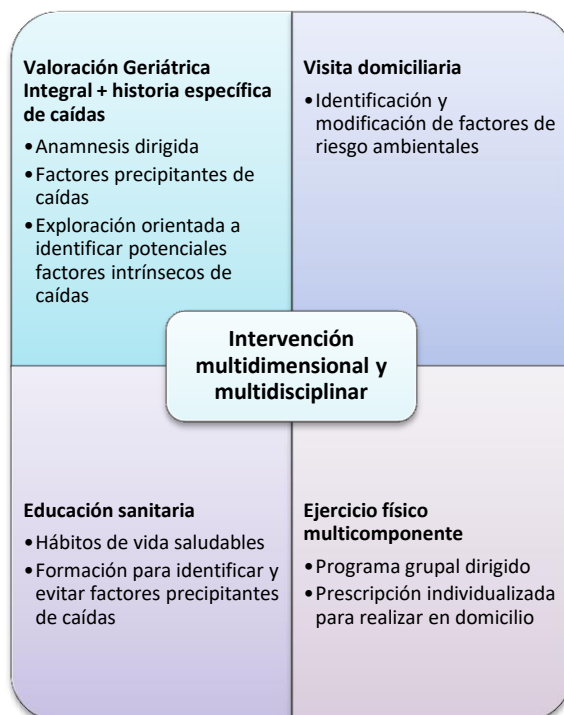 Valoración Geriátrica
Integral + historia específica
de caídas
•Anamnesis dirigida
•Factores precipitantes de
caídas
•Exploración orientada a
identificar potenciales
factores intrínsecos de
caídas
Visita domiciliaria
•Identificación y
modificación de factores de
riesgo ambientales
Intervención
multidimensional y
multidisciplinar
Educación sanitaria
•Hábitos de vida saludables
•Formación para identificar y
evitar factores precipitantes
de caídas
Ejercicio físico
multicomponente
•Programa grupal dirigido
•Prescripción individualizada
para realizar en domicilio